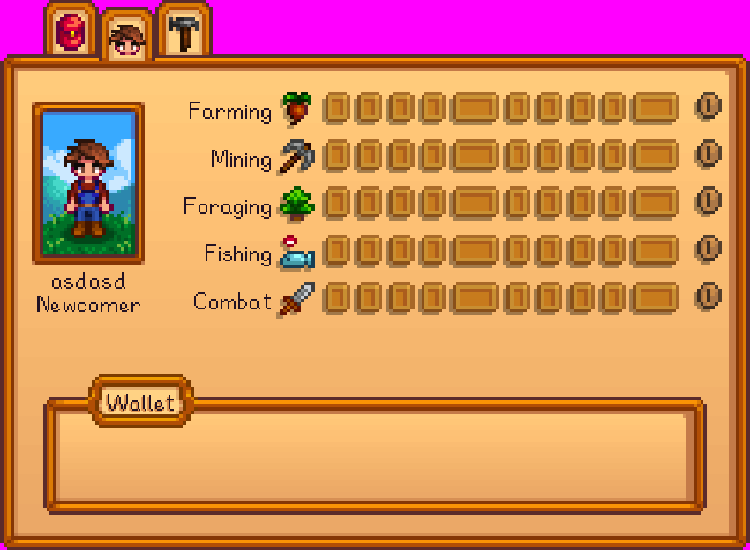 Farming
Mining
Foraging
Fishing
Combat
asdasd
Newcomer
Wallet